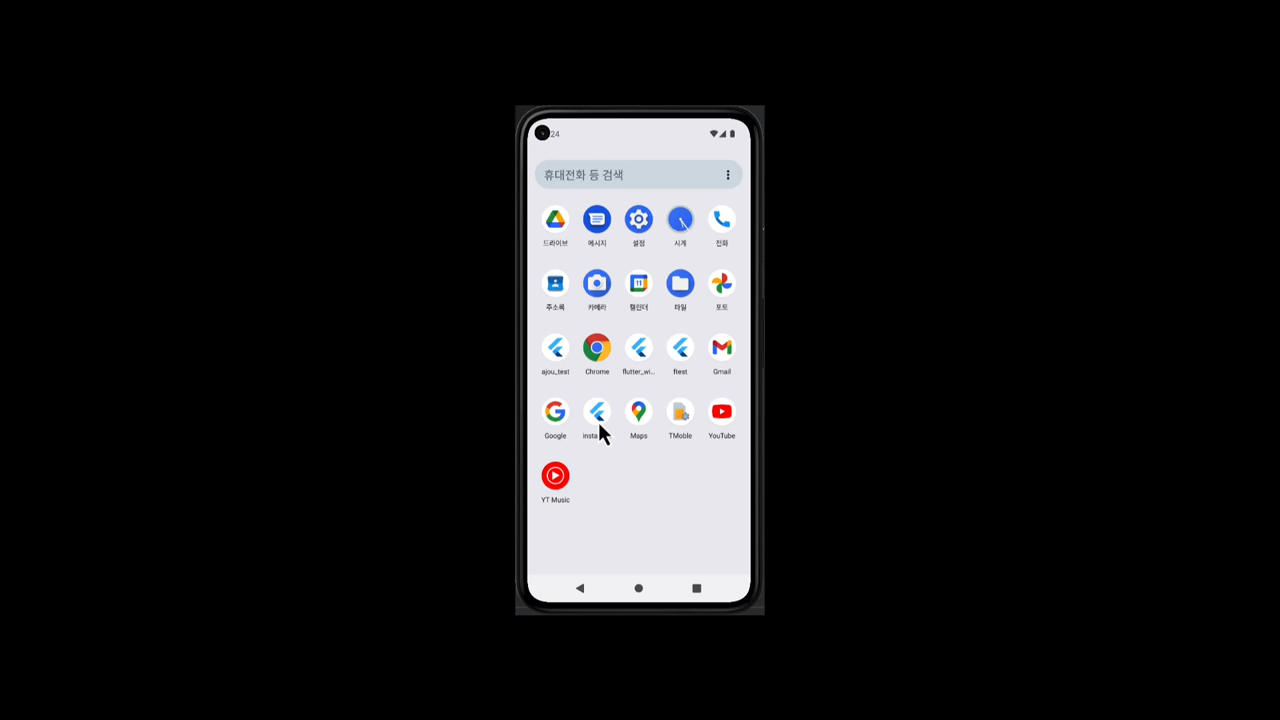 24
휴대전화 등 검색
드라이브 메시지 설정 시계 전화
주소록 카메라 캘린더 파일 포토
ajou_test Chrome flutter_wi... ftest Gmail
Google insta Maps TMoble YouTube
YT Music